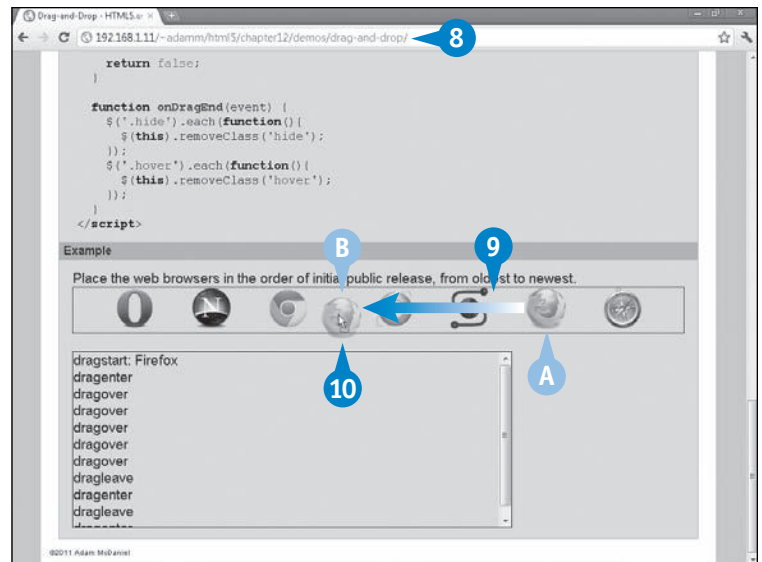 Drag-and-Drop - HTML5.ar
192.168.1.11/~adamm/html5/chapter12/demos/drag-and-drop/
8
return false;
}
function onDragEnd(event) {
$('.hide').each(function(){
$(this).removeClass('hide');
});
$('.hover').each(function(){
$(this).removeClass('hover');
});
}
</script>
Example
B
9
Place the web browsers in the order of initial public release, from oldest to newest.
N
A
10
dragstart: Firefox
dragenter
dragover
dragover
dragover
dragover
dragover
dragleave
dragenter
dragleave
dragenter
©2011 Adam McDaniel